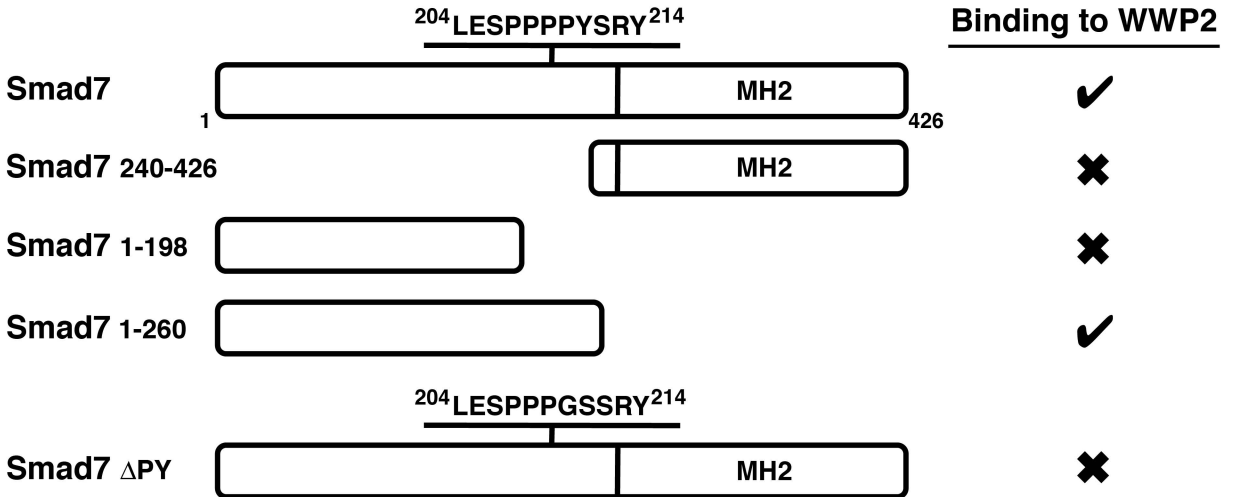 ²⁰⁴LESPPPPYSRY²¹⁴ Binding to WWP2
Smad7 MH2 ✔
1 426
Smad7 240-426 MH2 ✖
Smad7 1-198 ✖
Smad7 1-260 ✔
²⁰⁴LESPPPGSSRY²¹⁴
Smad7 ΔPY MH2 ✖